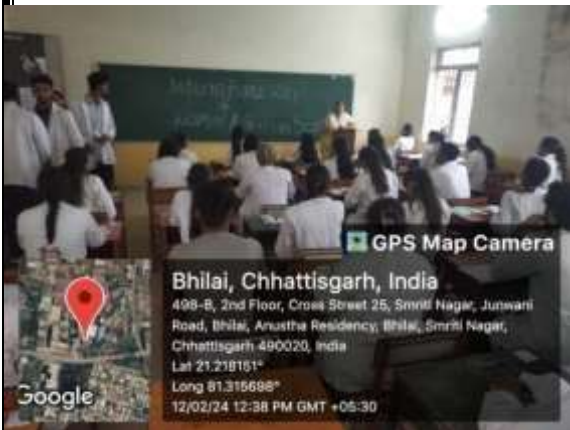 GPS Map Camera
Bhilai, Chhattisgarh, India
498-B, 2nd Floor, Cross Street 25, Smriti Nagar, Junwani
Road, Bhilai, Anustha Residency, Bhilai, Smriti Nagar,
Chhattisgarh 490020, India
Lat 21.218151°
Long 81.315698°
12/02/24 12:38 PM GMT +05:30
Google